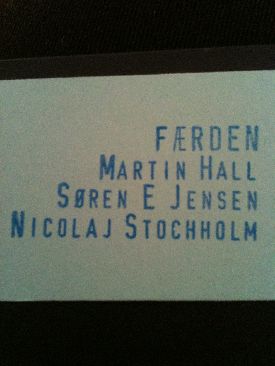 FÆRDEN
MARTIN HALL
SØREN E JENSEN
NICOLAJ STOCHHOLM